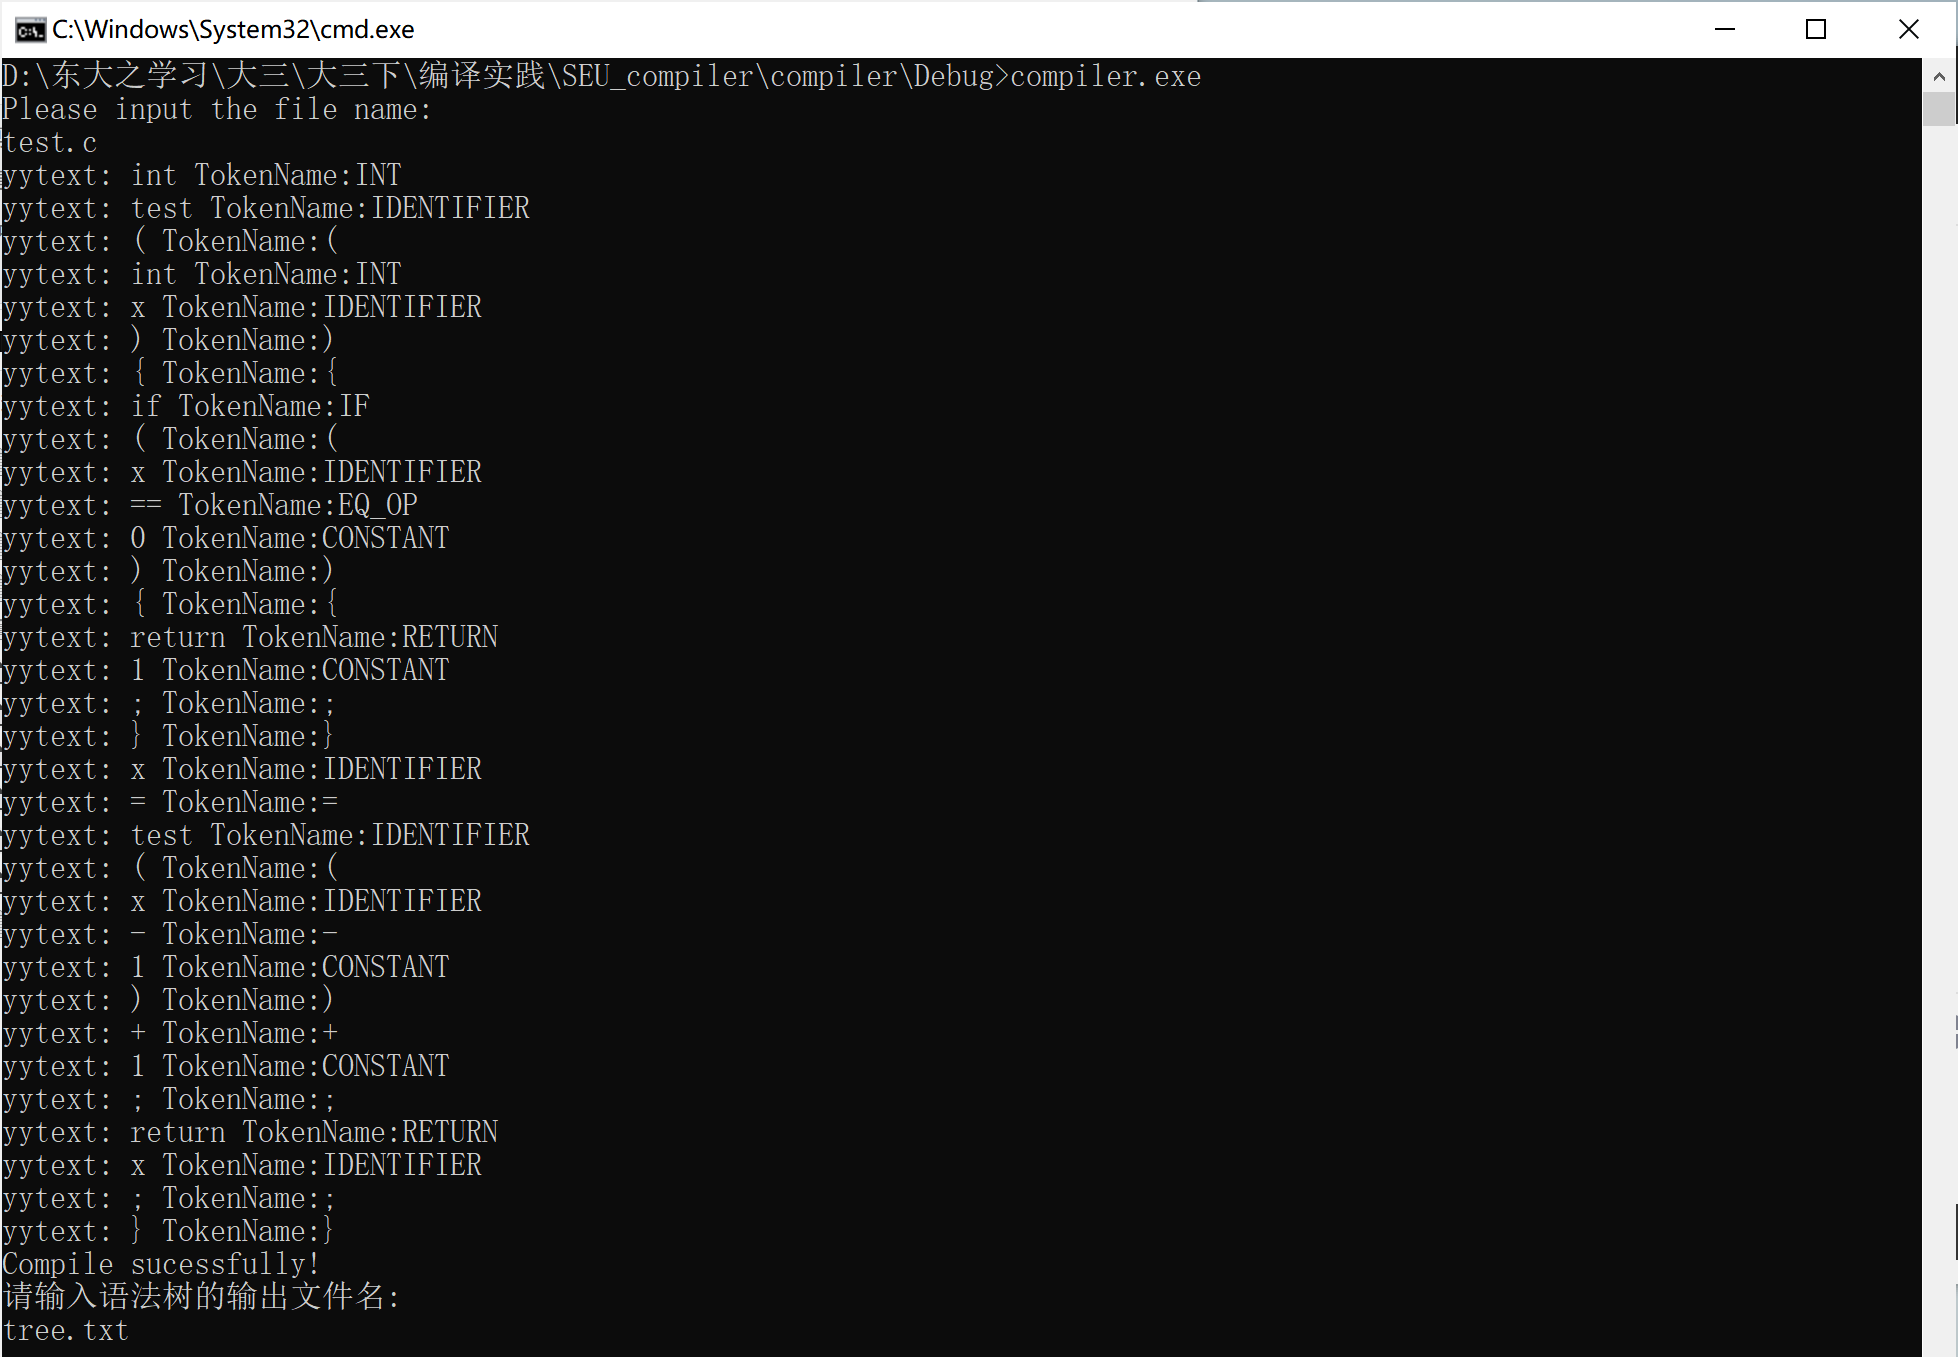 C:\Windows\System32\cmd.exe
D:\东大之学习\大三\大三下\编译实践\SEU_compiler\compiler\Debug>compiler.exe
Please input the file name:
test.c
yytext: int TokenName:INT
yytext: test TokenName:IDENTIFIER
yytext: ( TokenName:(
yytext: int TokenName:INT
yytext: x TokenName:IDENTIFIER
yytext: ) TokenName:)
yytext: { TokenName:{
yytext: if TokenName:IF
yytext: ( TokenName:(
yytext: x TokenName:IDENTIFIER
yytext: == TokenName:EQ_OP
yytext: 0 TokenName:CONSTANT
yytext: ) TokenName:)
yytext: { TokenName:{
yytext: return TokenName:RETURN
yytext: 1 TokenName:CONSTANT
yytext: ; TokenName:;
yytext: } TokenName:}
yytext: x TokenName:IDENTIFIER
yytext: = TokenName:=
yytext: test TokenName:IDENTIFIER
yytext: ( TokenName:(
yytext: x TokenName:IDENTIFIER
yytext: - TokenName:-
yytext: 1 TokenName:CONSTANT
yytext: ) TokenName:)
yytext: + TokenName:+
yytext: 1 TokenName:CONSTANT
yytext: ; TokenName:;
yytext: return TokenName:RETURN
yytext: x TokenName:IDENTIFIER
yytext: ; TokenName:;
yytext: } TokenName:}
Compile sucessfully!
请输入语法树的输出文件名:
tree.txt